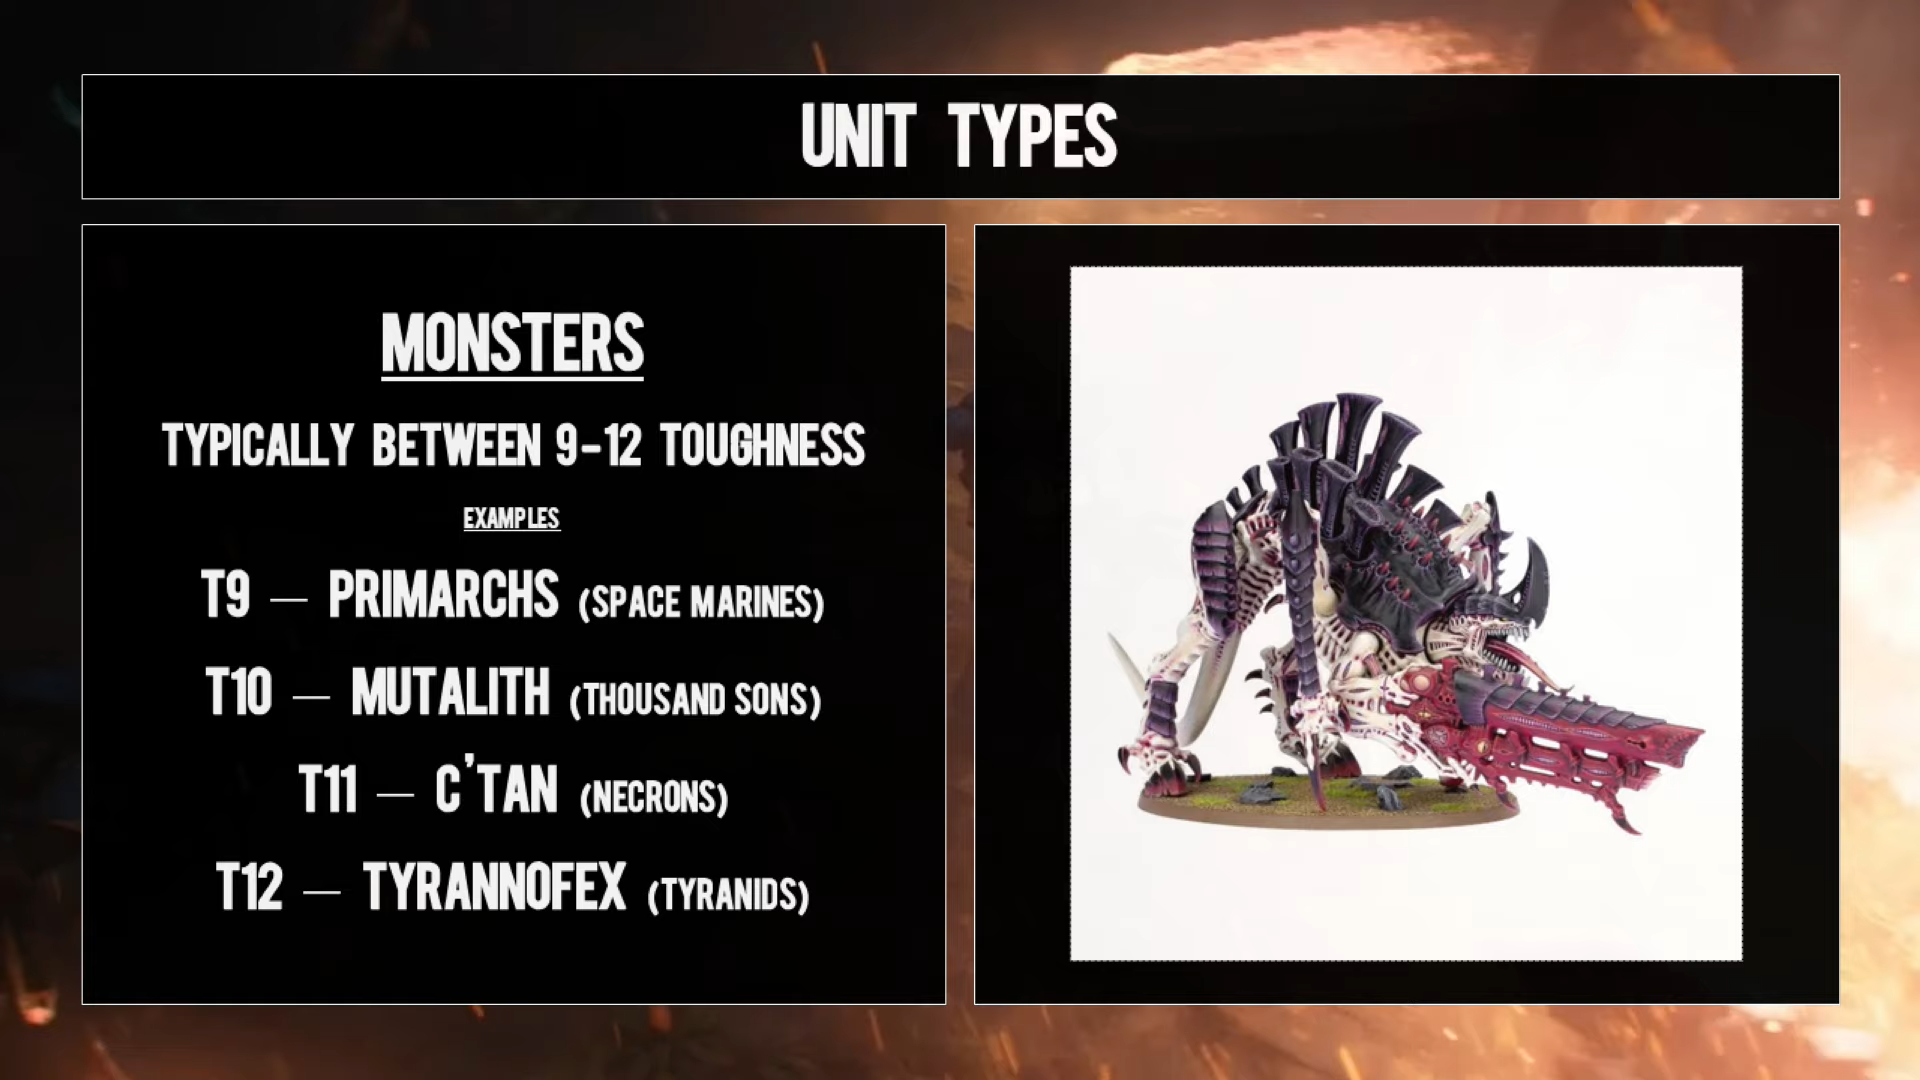 UNIT TYPES
MONSTERS
TYPICALLY BETWEEN 9-12 TOUGHNESS
EXAMPLES
T9 — PRIMARCHS (SPACE MARINES)
T10 — MUTALITH (THOUSAND SONS)
T11 — C'TAN (NECRONS)
T12 — TYRANNOFEX (TYRANIDS)